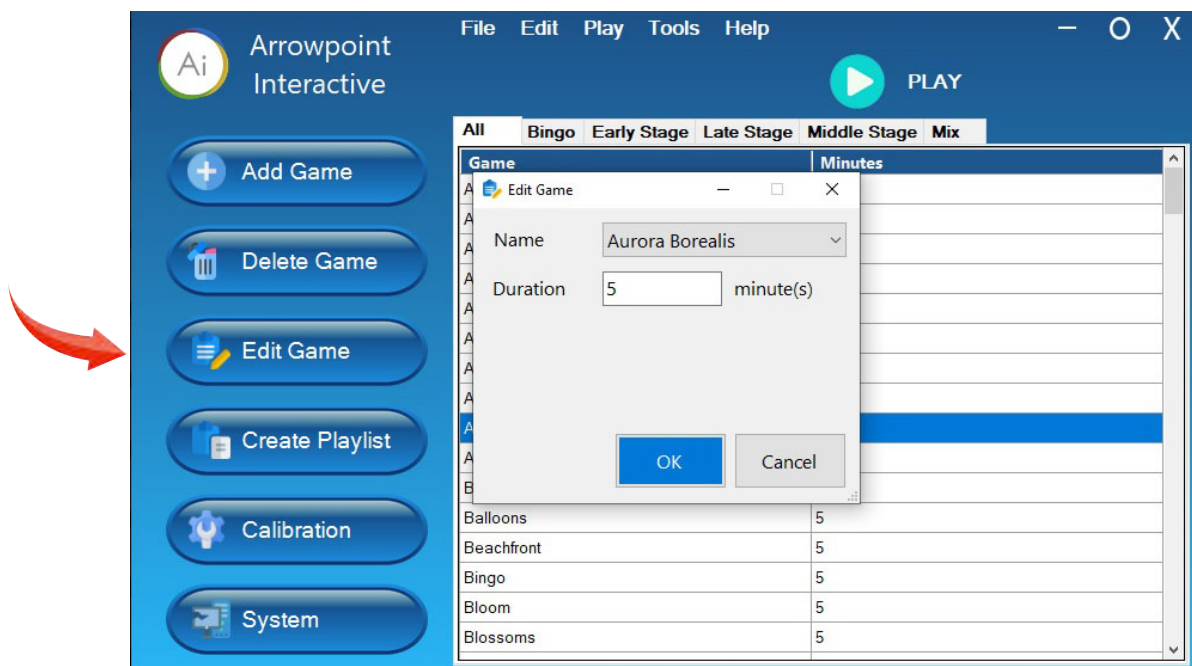 Ai
Arrowpoint
Interactive
File Edit Play Tools Help
— O X
PLAY
Add Game
Delete Game
Edit Game
Create Playlist
Calibration
System
All Bingo Early Stage Late Stage Middle Stage Mix
Game Minutes
A
A
A
A
A
A
A
A
A
A
B
Edit Game
Name Aurora Borealis
Duration 5 minute(s)
OK Cancel
Balloons 5
Beachfront 5
Bingo 5
Bloom 5
Blossoms 5